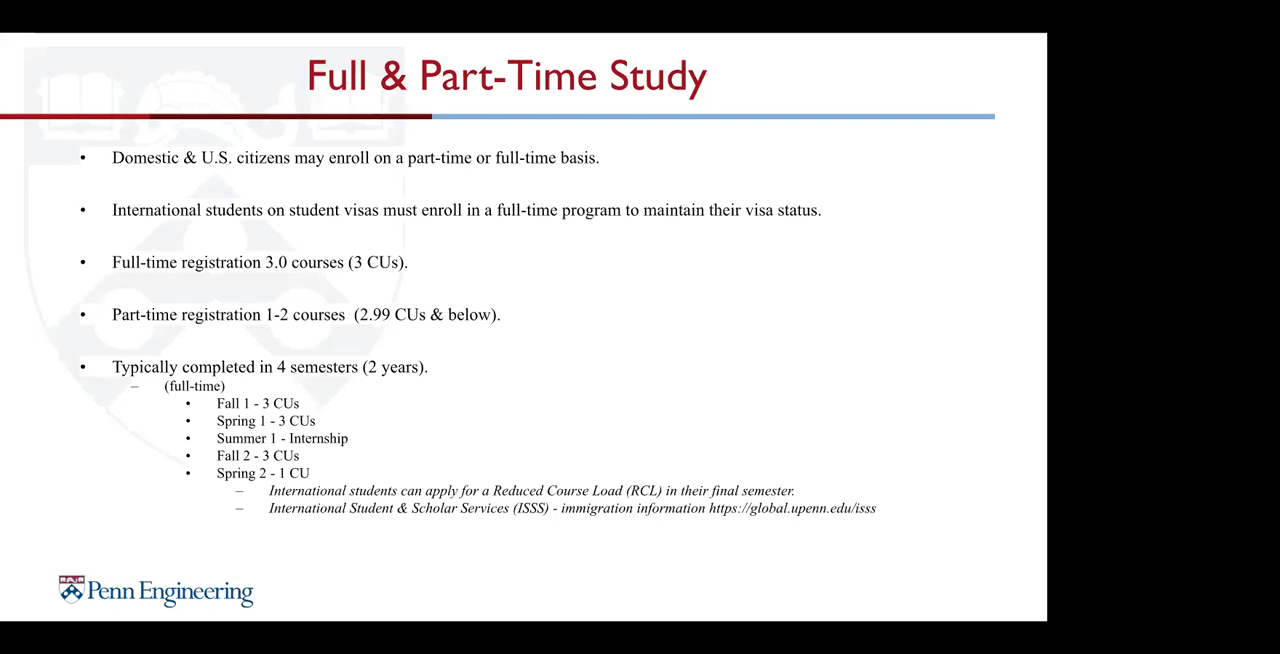 Full & Part-Time Study
• Domestic & U.S. citizens may enroll on a part-time or full-time basis.
• International students on student visas must enroll in a full-time program to maintain their visa status.
• Full-time registration 3.0 courses (3 CUs).
• Part-time registration 1-2 courses  (2.99 CUs & below).
• Typically completed in 4 semesters (2 years).
– (full-time)
• Fall 1 - 3 CUs
• Spring 1 - 3 CUs
• Summer 1 - Internship
• Fall 2 - 3 CUs
• Spring 2 - 1 CU
– International students can apply for a Reduced Course Load (RCL) in their final semester.
– International Student & Scholar Services (ISSS) - immigration information https://global.upenn.edu/isss
Penn Engineering